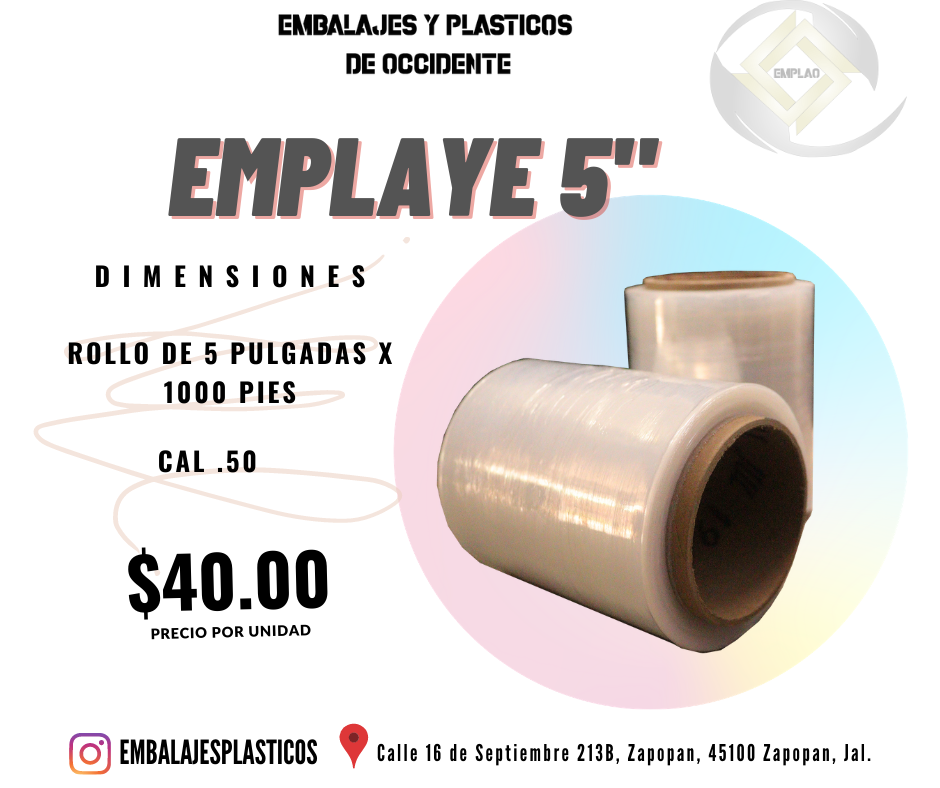 EMBALAJES Y PLASTICOS
DE OCCIDENTE
EMPLAO
EMPLAYE 5"
DIMENSIONES
ROLLO DE 5 PULGADAS X
1000 PIES
CAL .50
$40.00
PRECIO POR UNIDAD
EMBALAJESPLASTICOS
Calle 16 de Septiembre 213B, Zapopan, 45100 Zapopan, Jal.